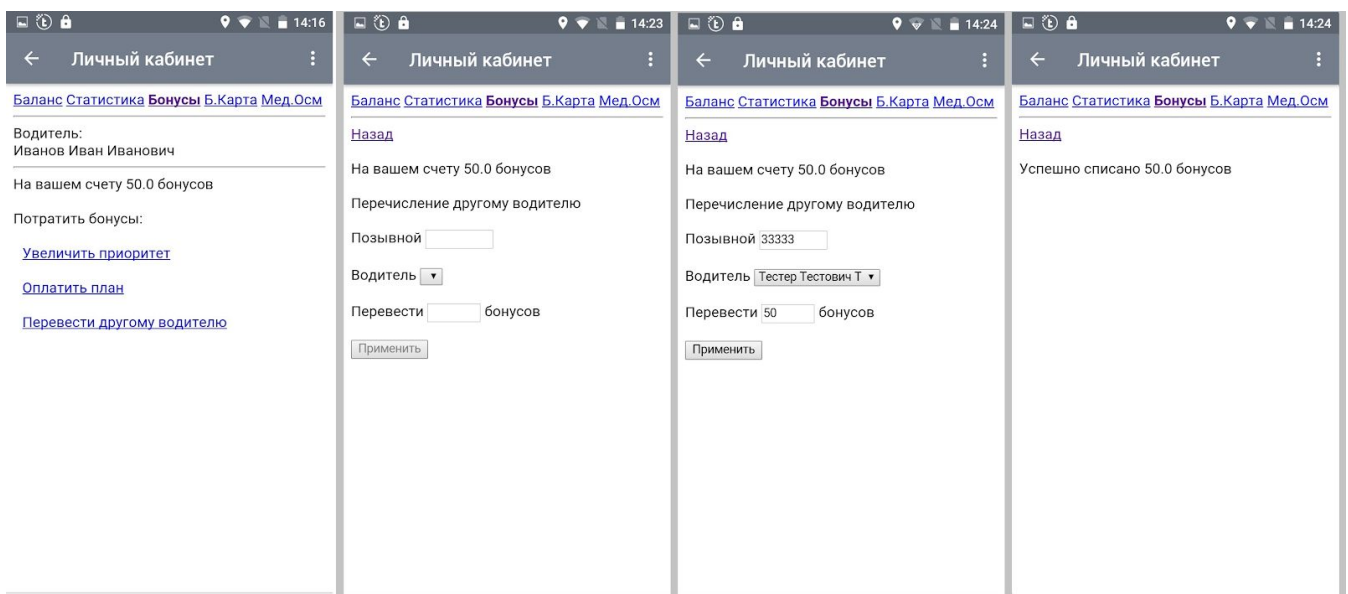 14:16
Личный кабинет
Баланс Статистика Бонусы Б.Карта Мед.Осм
Водитель:
Иванов Иван Иванович
На вашем счету 50.0 бонусов
Потратить бонусы:
Увеличить приоритет
Оплатить план
Перевести другому водителю
14:23
Личный кабинет
Баланс Статистика Бонусы Б.Карта Мед.Осм
Назад
На вашем счету 50.0 бонусов
Перечисление другому водителю
Позывной
Водитель
Перевести бонусов
Применить
14:24
Личный кабинет
Баланс Статистика Бонусы Б.Карта Мед.Осм
Назад
На вашем счету 50.0 бонусов
Перечисление другому водителю
Позывной 33333
Водитель Тестер Тестович Т
Перевести 50 бонусов
Применить
14:24
Личный кабинет
Баланс Статистика Бонусы Б.Карта Мед.Осм
Назад
Успешно списано 50.0 бонусов